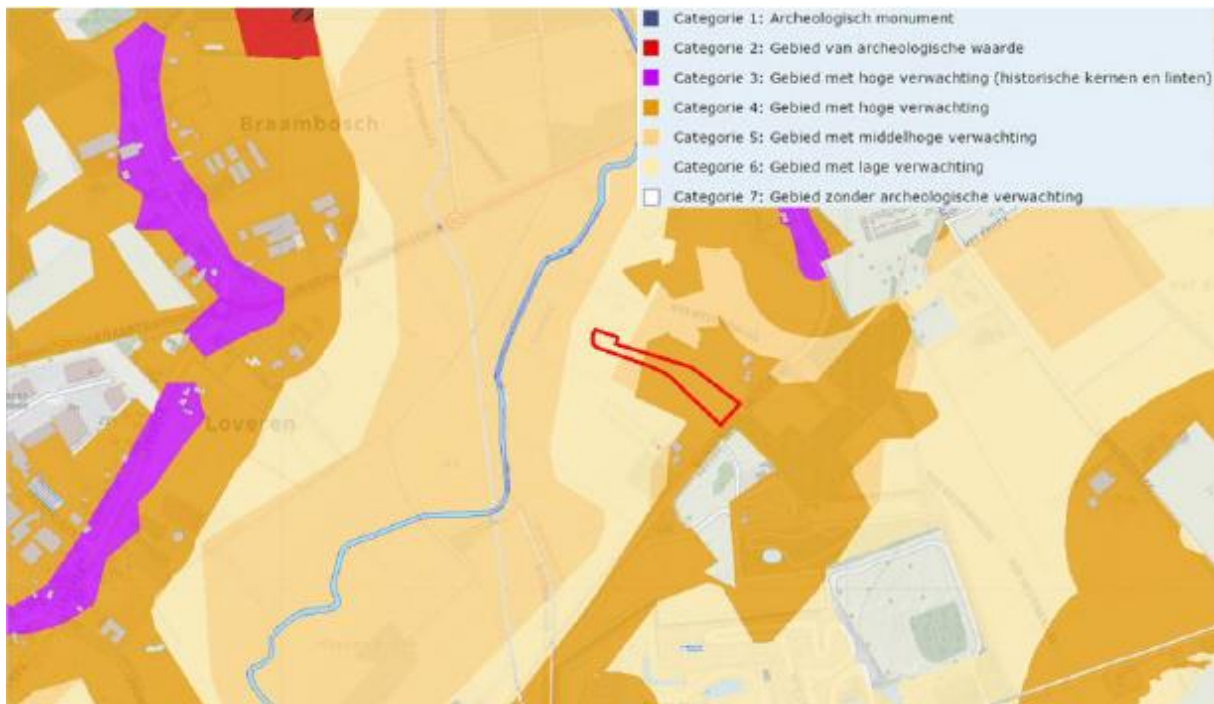 Categorie 1: Archeologisch monument
Categorie 2: Gebied van archeologische waarde
Categorie 3: Gebied met hoge verwachting (historische kernen en linten)
Categorie 4: Gebied met hoge verwachting
Categorie 5: Gebied met middelhoge verwachting
Categorie 6: Gebied met lage verwachting
Categorie 7: Gebied zonder archeologische verwachting
Braambosch
Loveren